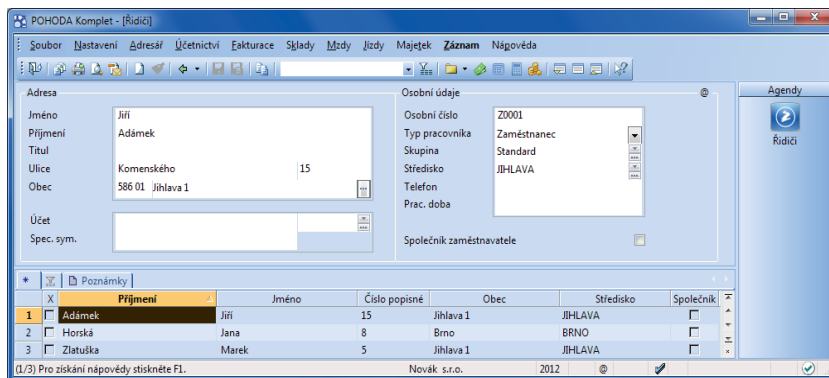 POHODA Komplet - [Řidiči]
Soubor Nastavení Adresář Účetnictví Fakturace Sklady Mzdy Jízdy Majetek Záznam Nápověda
Adresa
Jméno Jiří
Příjmení Adámek
Titul
Ulice Komenského 15
Obec 586 01 Jihlava 1
Účet
Spec. sym.
Osobní údaje @
Osobní číslo Z0001
Typ pracovníka Zaměstnanec
Skupina Standard
Středisko JIHLAVA
Telefon
Prac. doba
Společník zaměstnavatele
Agendy
Řidiči
* Poznámky
X Příjmení Jméno Číslo popisné Obec Středisko Společník
1 Adámek Jiří 15 Jihlava 1 JIHLAVA
2 Horská Jana 8 Brno BRNO
3 Zlatuška Marek 5 Jihlava 1 JIHLAVA
(1/3) Pro získání nápovědy stiskněte F1. Novák s.r.o. 2012 @